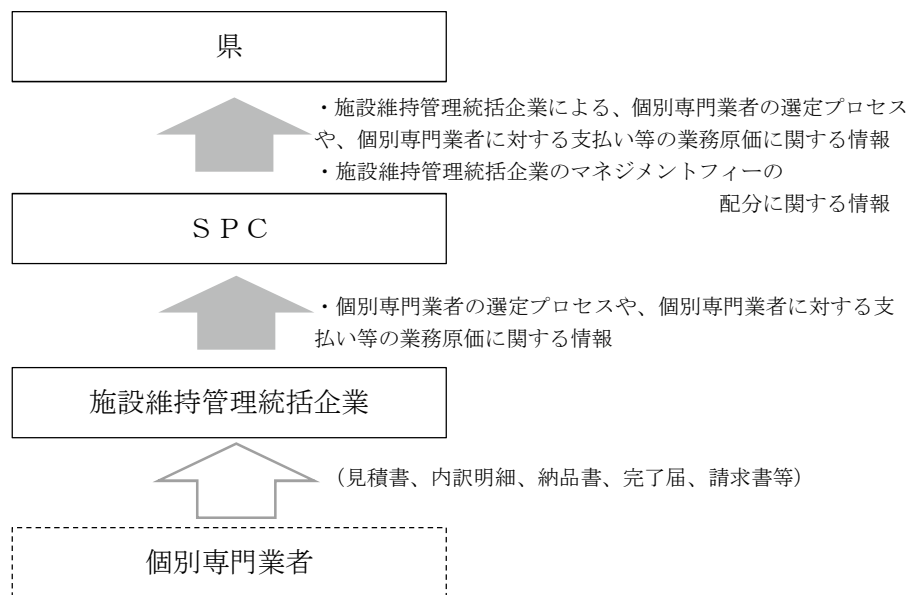 県
・施設維持管理統括企業による、個別専門業者の選定プロセス
や、個別専門業者に対する支払い等の業務原価に関する情報
・施設維持管理統括企業のマネジメントフィーの
配分に関する情報
ＳＰＣ
・個別専門業者の選定プロセスや、個別専門業者に対する支
払い等の業務原価に関する情報
施設維持管理統括企業
（見積書、内訳明細、納品書、完了届、請求書等）
個別専門業者